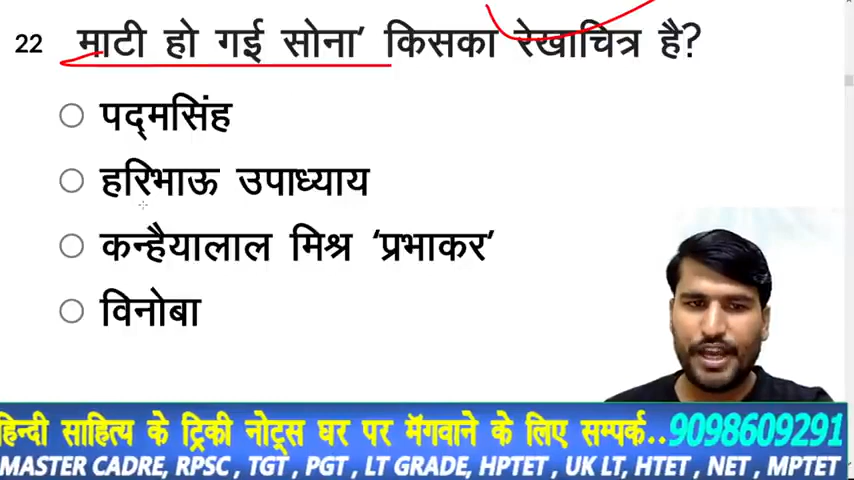 22 माटी हो गई सोना’ किसका रेखाचित्र है?
पद्मसिंह
हरिभाऊ उपाध्याय
कन्हैयालाल मिश्र ‘प्रभाकर’
विनोबा
हिन्दी साहित्य के ट्रिकी नोट्स घर पर मॅगवाने के लिए सम्पर्क..9098609291
MASTER CADRE, RPSC , TGT , PGT , LT GRADE, HPTET , UK LT, HTET , NET , MPTET